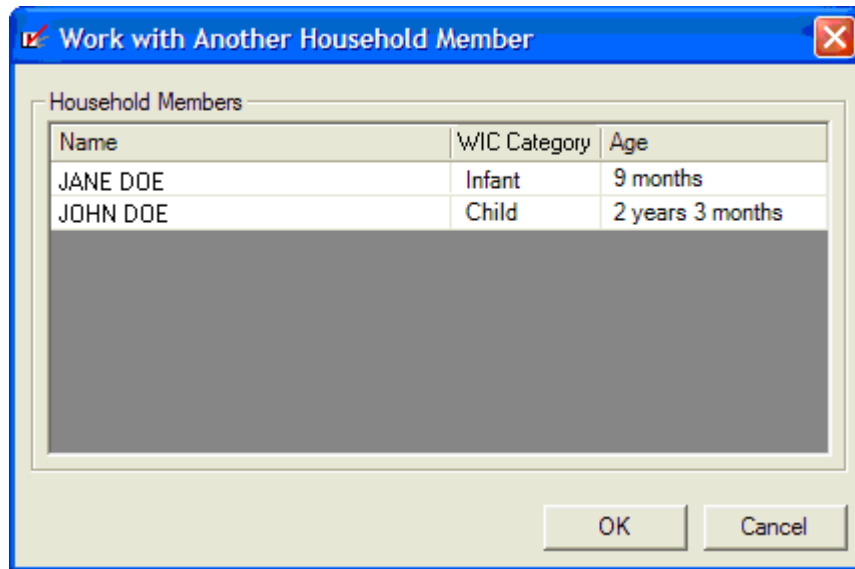 Work with Another Household Member
Household Members
Name WIC Category Age
JANE DOE Infant 9 months
JOHN DOE Child 2 years 3 months
OK Cancel